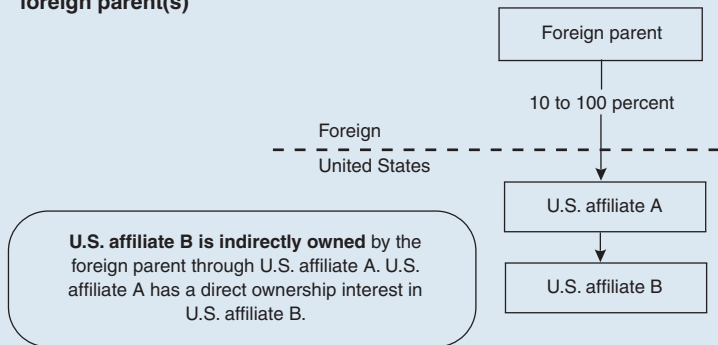 foreign parent(s)
Foreign parent
10 to 100 percent
Foreign
United States
U.S. affiliate A
U.S. affiliate B is indirectly owned by the
foreign parent through U.S. affiliate A. U.S.
affiliate A has a direct ownership interest in
U.S. affiliate B.
U.S. affiliate B